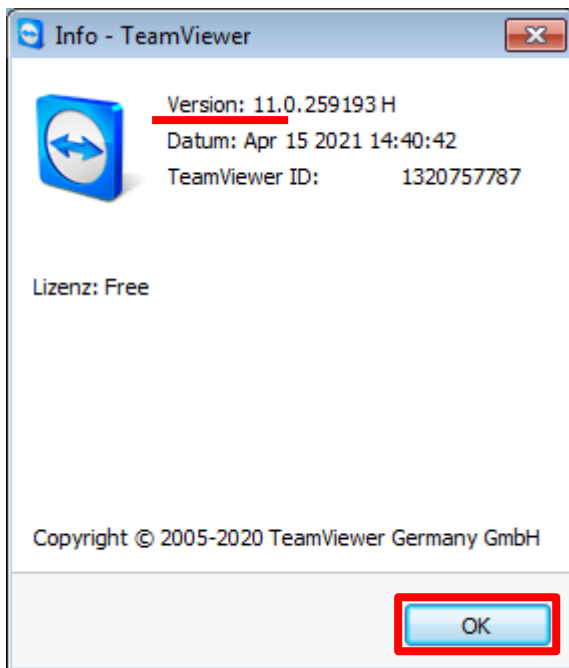 Info - TeamViewer
Version: 11.0.259193 H
Datum: Apr 15 2021 14:40:42
TeamViewer ID: 1320757787
Lizenz: Free
Copyright © 2005-2020 TeamViewer Germany GmbH
OK